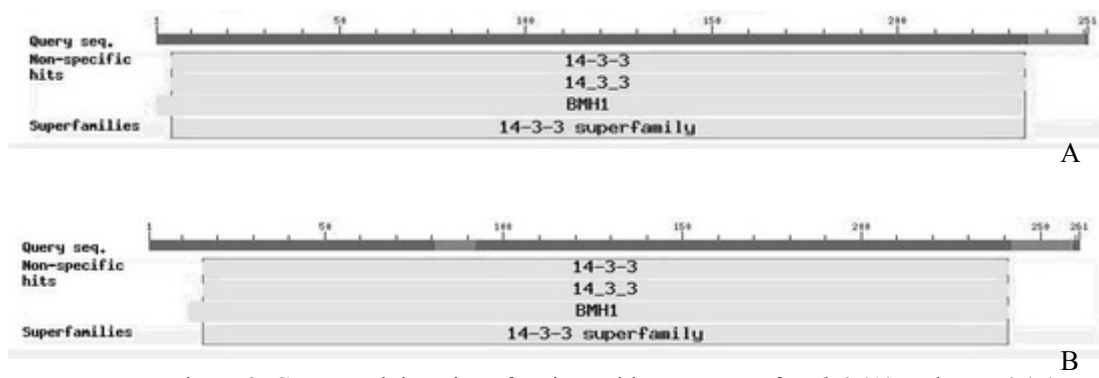 1 50 100 150 200 251
Query seq.
Non-specific hits
14-3-3
14_3_3
BMH1
Superfamilies
14-3-3 superfamily
A
1 50 100 150 200 250 261
Query seq.
Non-specific hits
14-3-3
14_3_3
BMH1
Superfamilies
14-3-3 superfamily
B